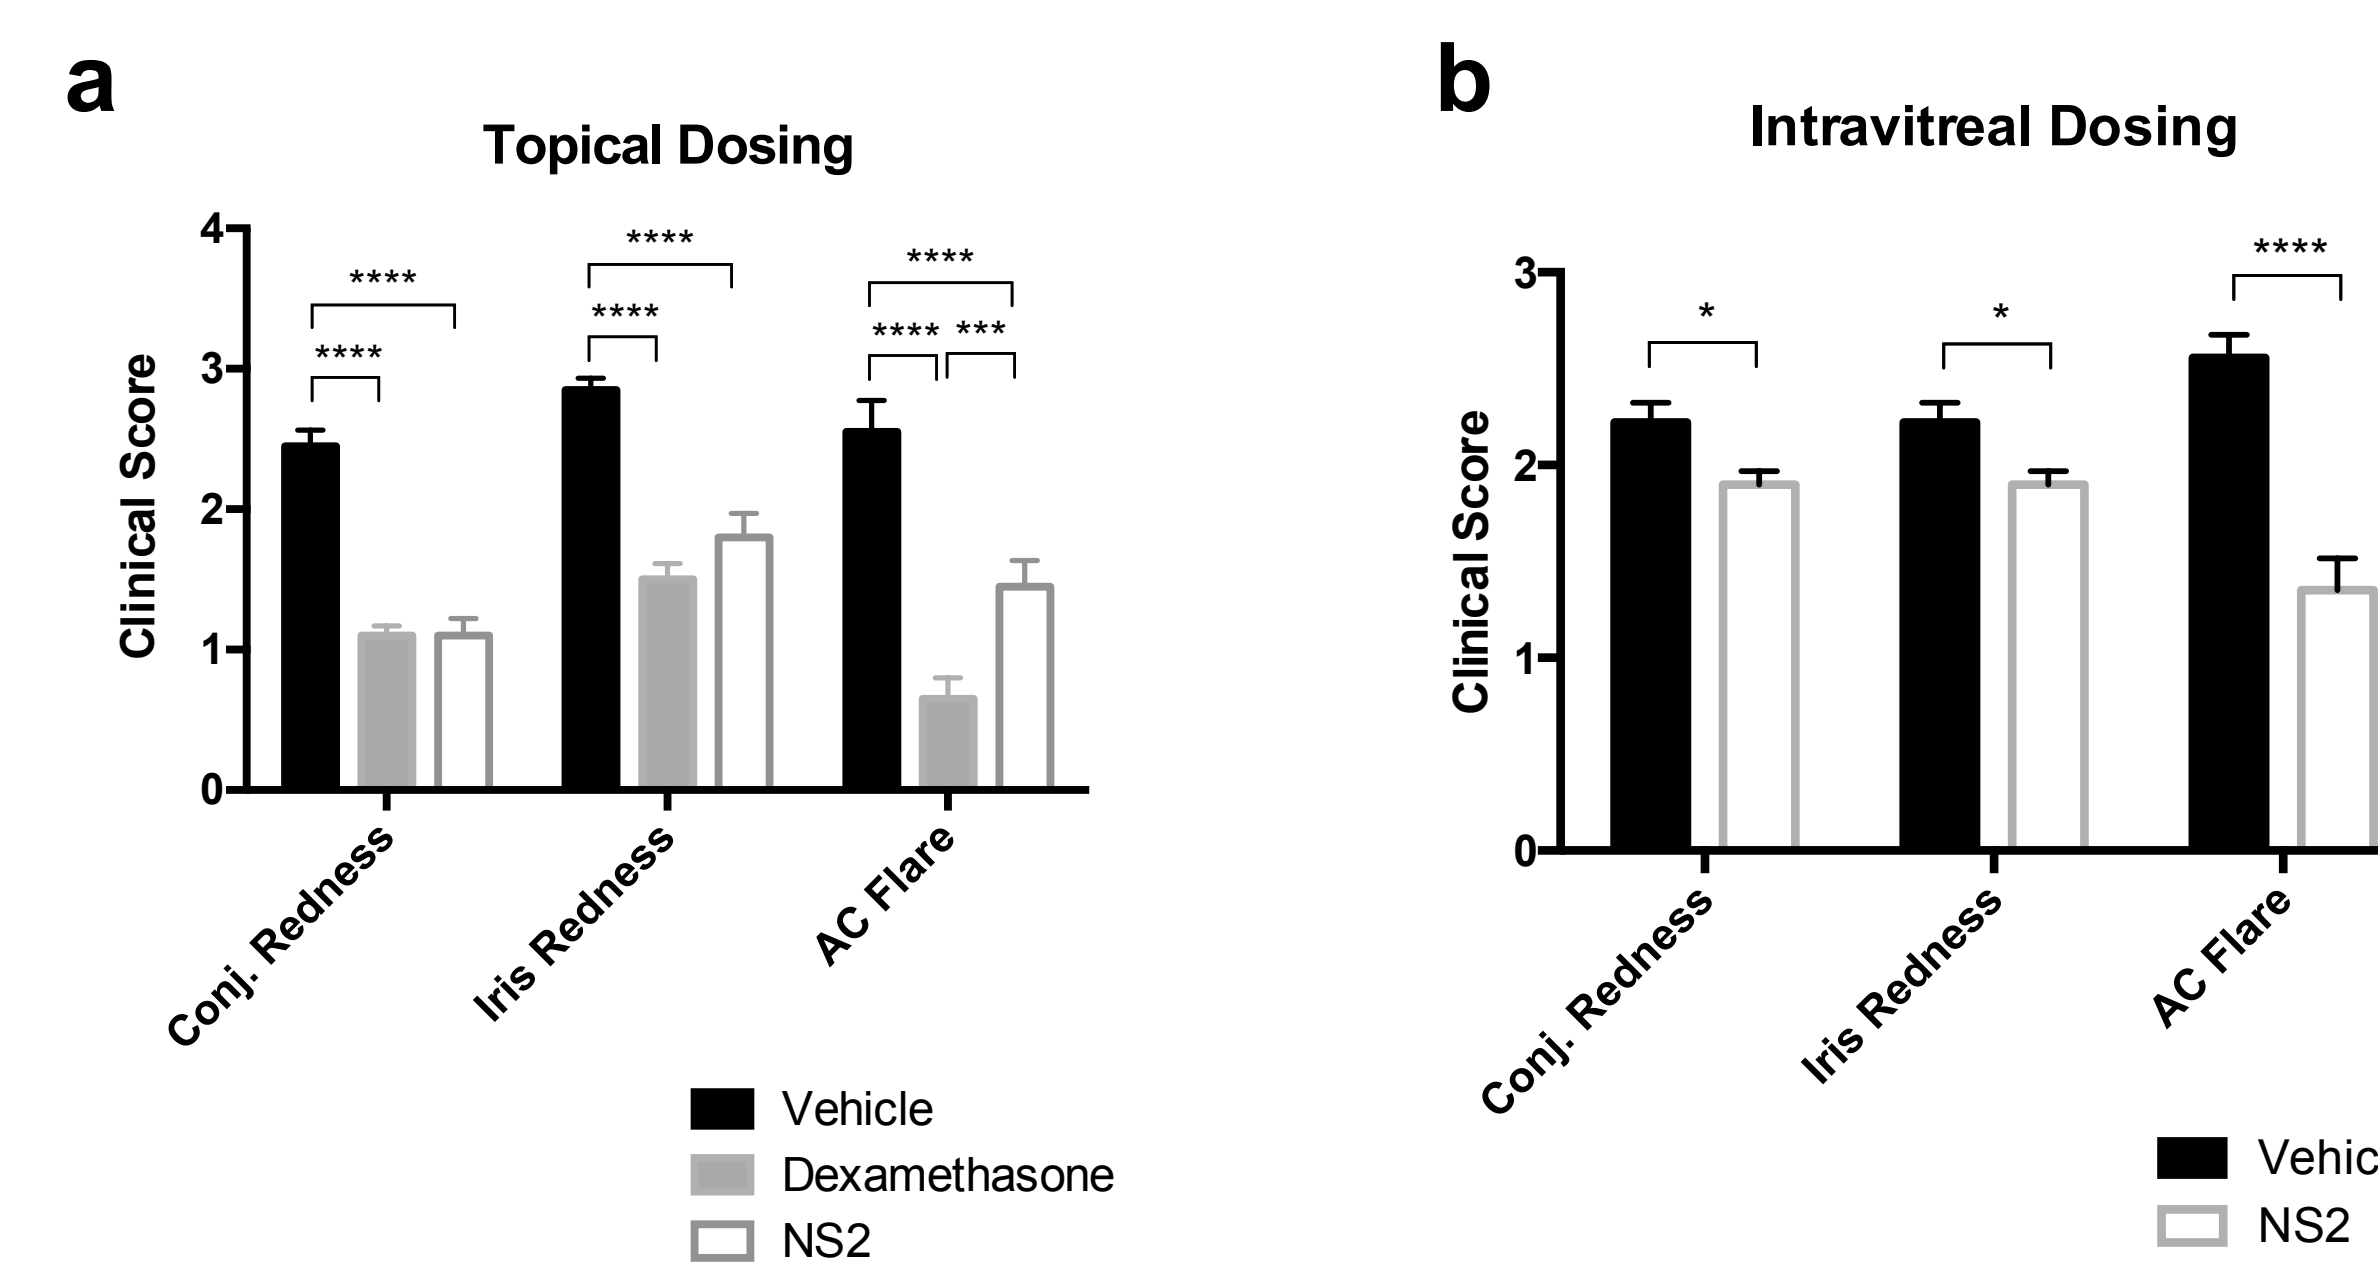 a
Topical Dosing
Clinical Score
4
3
2
1
0
****
****
****
****
****
**** ***
Conj. Redness
Iris Redness
AC Flare
Vehicle
Dexamethasone
NS2
b
Intravitreal Dosing
Clinical Score
3
2
1
0
*
*
****
Conj. Redness
Iris Redness
AC Flare
Vehic
NS2